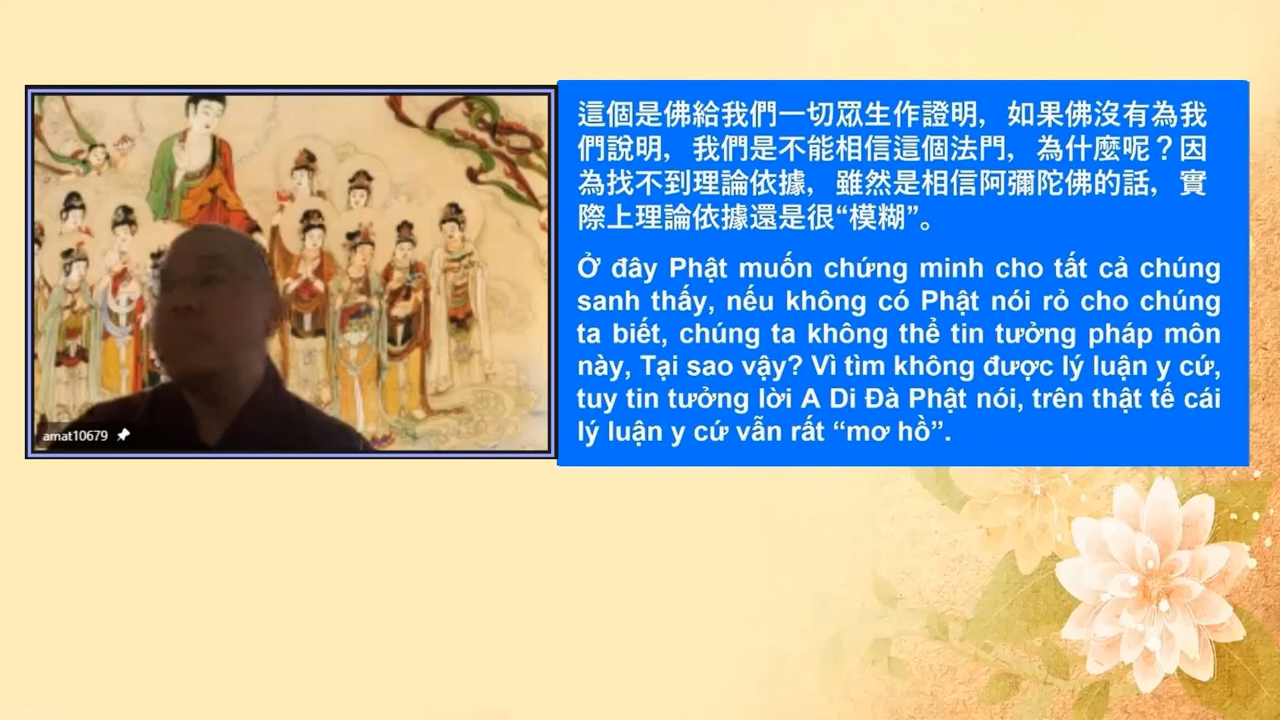 這個是佛給我們一切眾生作證明，如果佛沒有為我
們說明，我們是不能相信這個法門，為什麼呢？因
為找不到理論依據，雖然是相信阿彌陀佛的話，實
際上理論依據還是很“模糊”。
Ở đây Phật muốn chứng minh cho tất cả chúng
sanh thấy, nếu không có Phật nói rõ cho chúng
ta biết, chúng ta không thể tin tưởng pháp môn
này, Tại sao vậy? Vì tìm không được lý luận y cứ,
tuy tin tưởng lời A Di Đà Phật nói, trên thật tế cái
lý luận y cứ vẫn rất “mơ hồ”.
amat10679